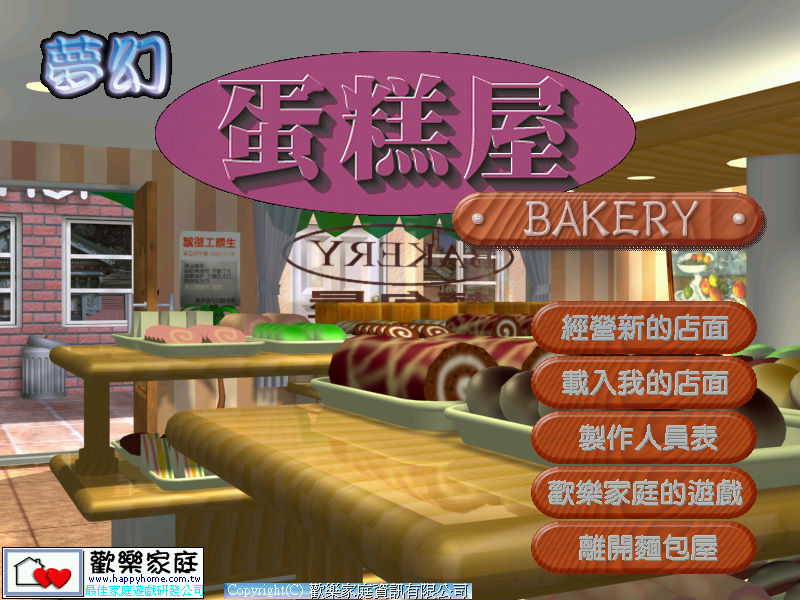 夢幻
蛋糕屋
BAKERY
誠徵工讀生
BAKERY
經營新的店面
載入我的店面
製作人員表
歡樂家庭的遊戲
離開麵包屋
歡樂家庭
www.happyhome.com.tw
最佳家庭遊戲研發公司
Copyright(C) 歡樂家庭資訊有限公司